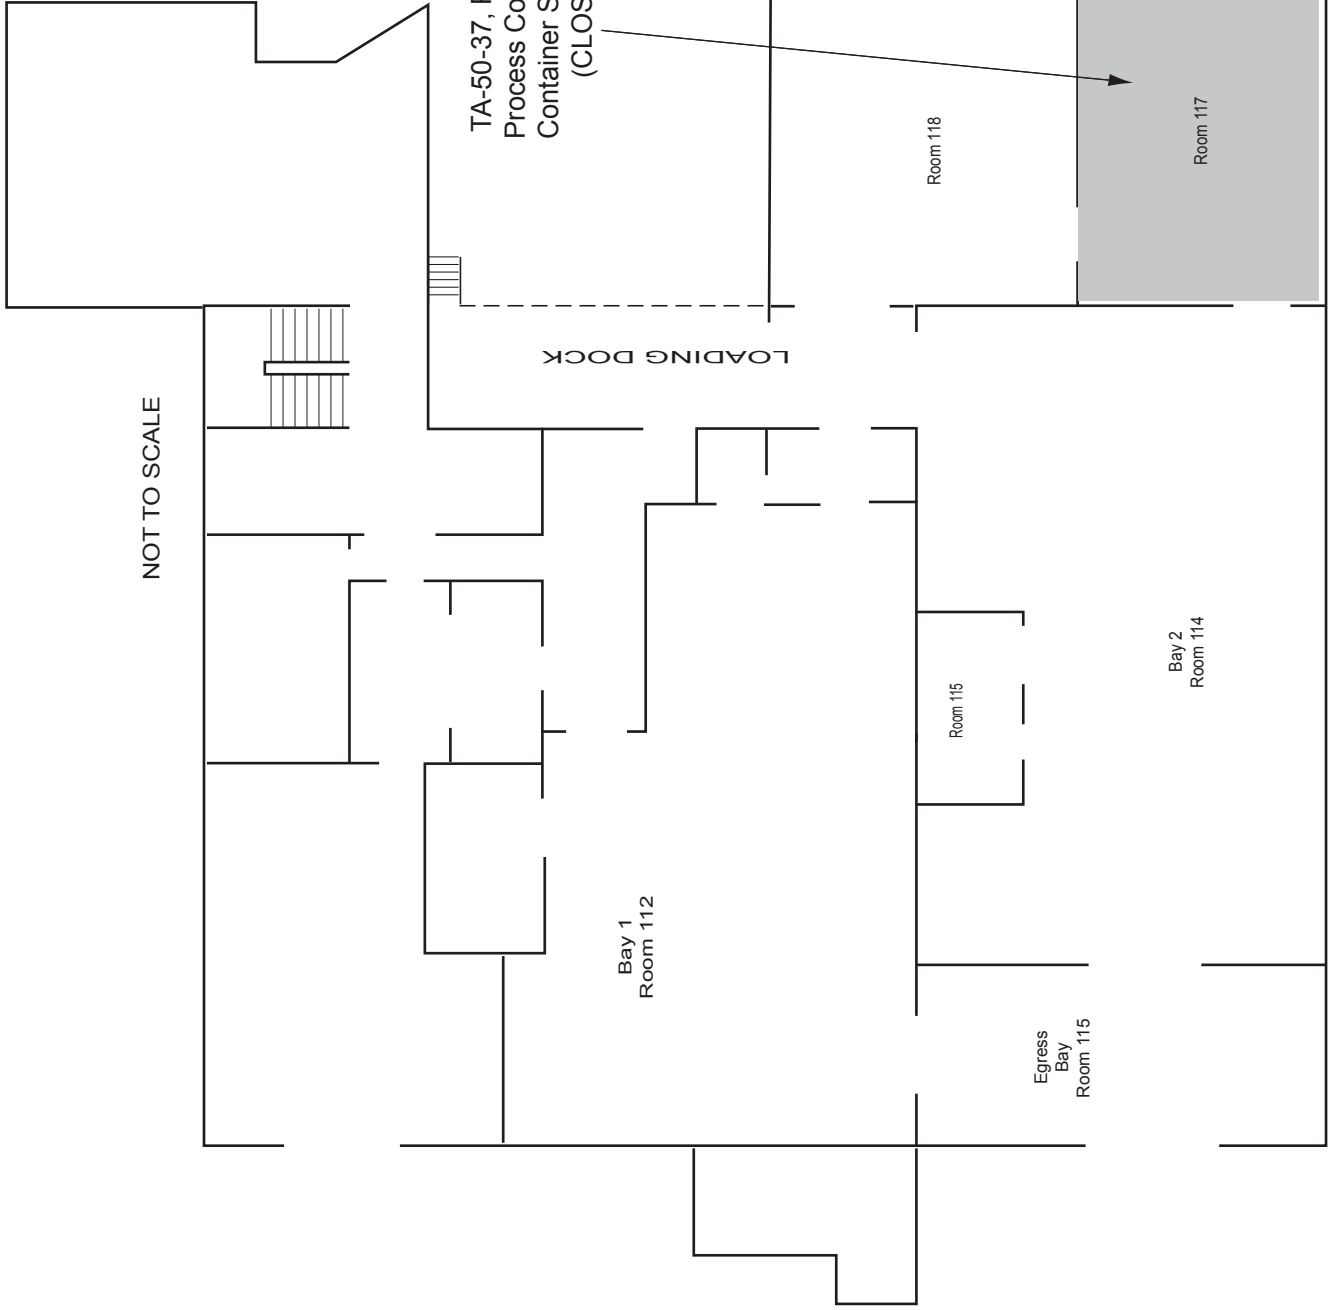 NOT TO SCALE
TA-50-37,
Process
Container
(CLOS
LOADING DOCK
Room 118
Room 117
Bay 1
Room 112
Room 115
Bay 2
Room 114
Egress
Bay
Room 115